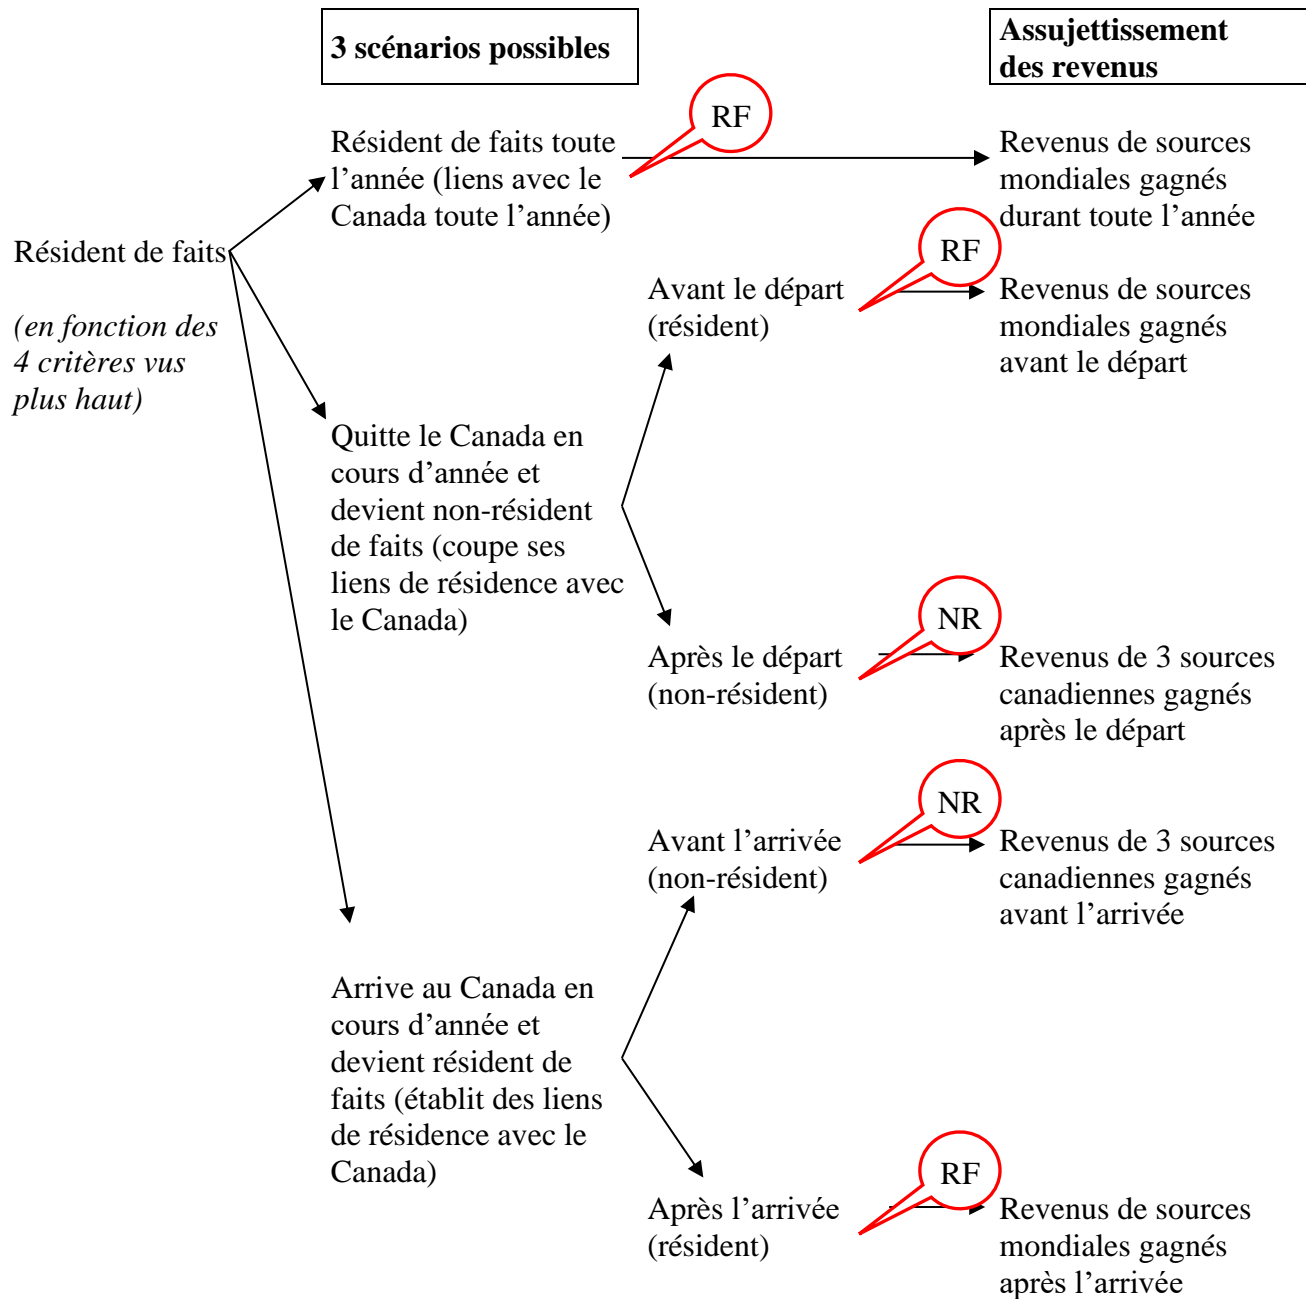 3 scénarios possibles
Assujettissement
des revenus
Résident de faits toute
l’année (liens avec le
Canada toute l’année)
RF
Revenus de sources
mondiales gagnés
durant toute l’année
Résident de faits
(en fonction des
4 critères vus
plus haut)
Avant le départ
(résident)
RF
Revenus de sources
mondiales gagnés
avant le départ
Quitte le Canada en
cours d’année et
devient non-résident
de faits (coupe ses
liens de résidence avec
le Canada)
Après le départ
(non-résident)
NR
Revenus de 3 sources
canadiennes gagnés
après le départ
Avant l’arrivée
(non-résident)
NR
Revenus de 3 sources
canadiennes gagnés
avant l’arrivée
Arrive au Canada en
cours d’année et
devient résident de
faits (établit des liens
de résidence avec le
Canada)
Après l’arrivée
(résident)
RF
Revenus de sources
mondiales gagnés
après l’arrivée